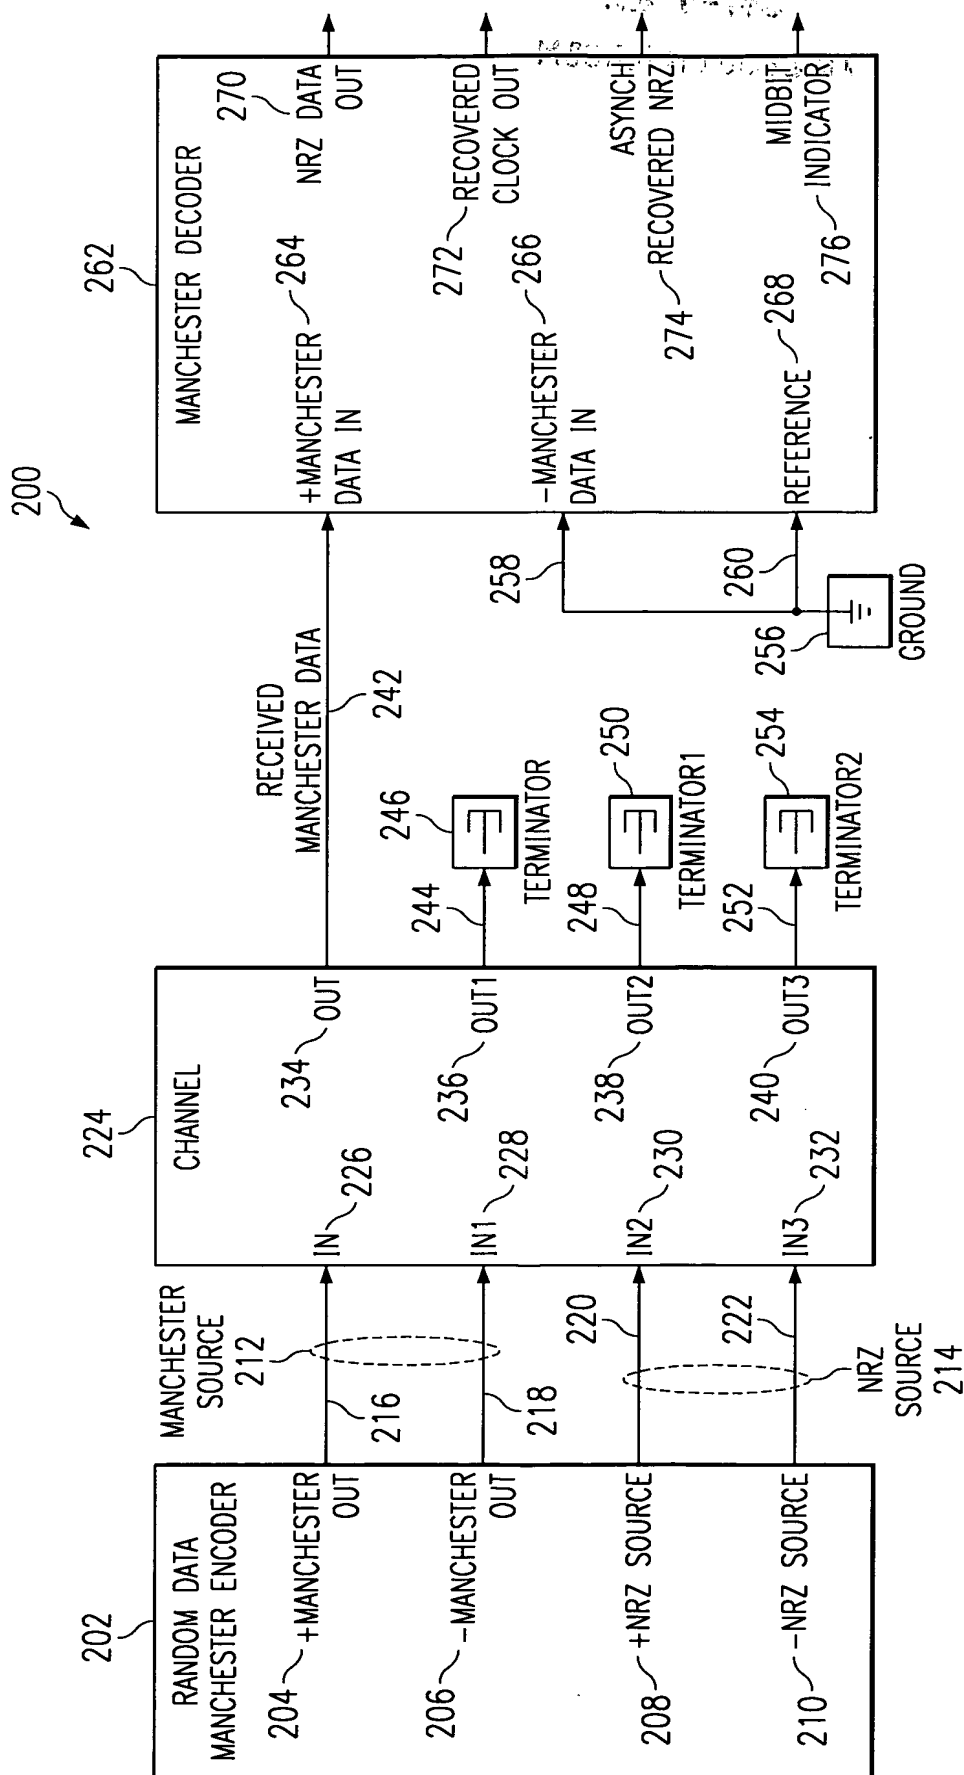 200
202
RANDOM DATA
MANCHESTER ENCODER
204
+MANCHESTER
OUT
206
-MANCHESTER
OUT
208
+NRZ SOURCE
210
-NRZ SOURCE
MANCHESTER
SOURCE
212
216
218
220
222
NRZ
SOURCE
214
224
CHANNEL
IN
226
IN1
228
IN2
230
IN3
232
234
OUT
236
OUT1
238
OUT2
240
OUT3
RECEIVED
MANCHESTER DATA
242
244
246
TERMINATOR
248
250
TERMINATOR1
252
254
TERMINATOR2
256
GROUND
258
260
262
MANCHESTER DECODER
+MANCHESTER
DATA IN
264
-MANCHESTER
DATA IN
266
REFERENCE
268
270
NRZ DATA
OUT
272
RECOVERED
CLOCK OUT
ASYNCH
RECOVERED NRZ
274
MIDBIT
INDICATOR
276